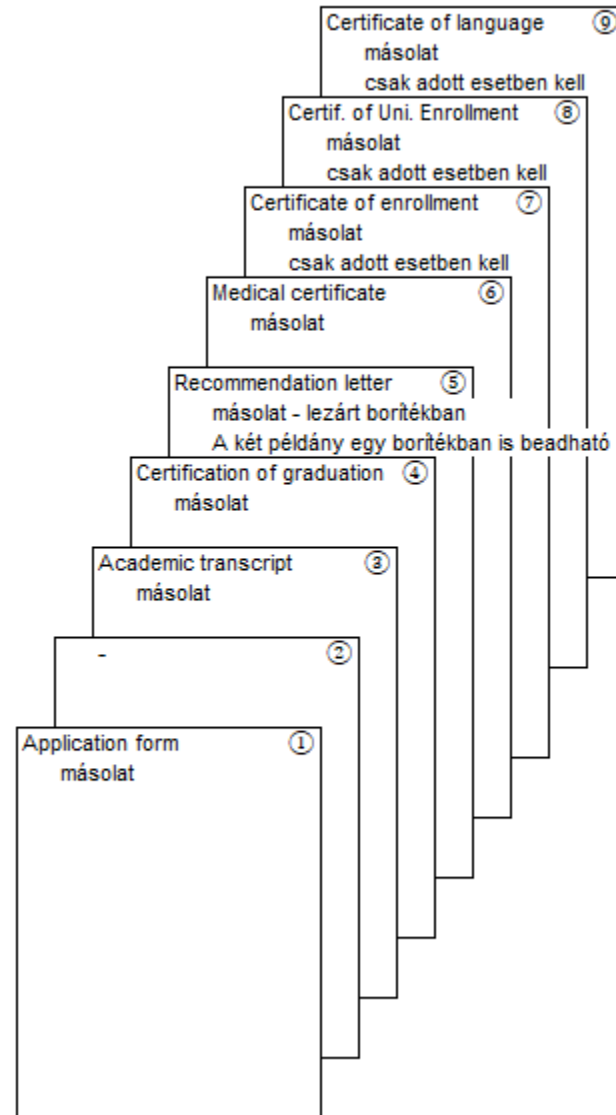 Certificate of language ⑨
másolat
csak adott esetben kell
Certif. of Uni. Enrollment ⑧
másolat
csak adott esetben kell
Certificate of enrollment ⑦
másolat
csak adott esetben kell
Medical certificate ⑥
másolat
Recommendation letter ⑤
másolat - lezárt borítékban
A két példány egy borítékban is beadható
Certification of graduation ④
másolat
Academic transcript ③
másolat
- ②
Application form ①
másolat